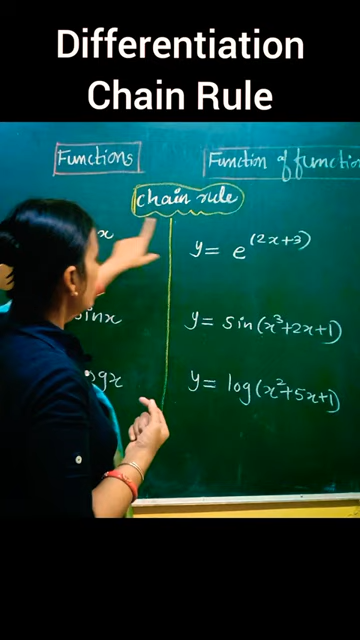 Differentiation
Chain Rule
Functions
Function of function
chain rule
x
y = e^(2x+3)
sinx
y = sin(x³+2x+1)
y = log(x²+5x+1)